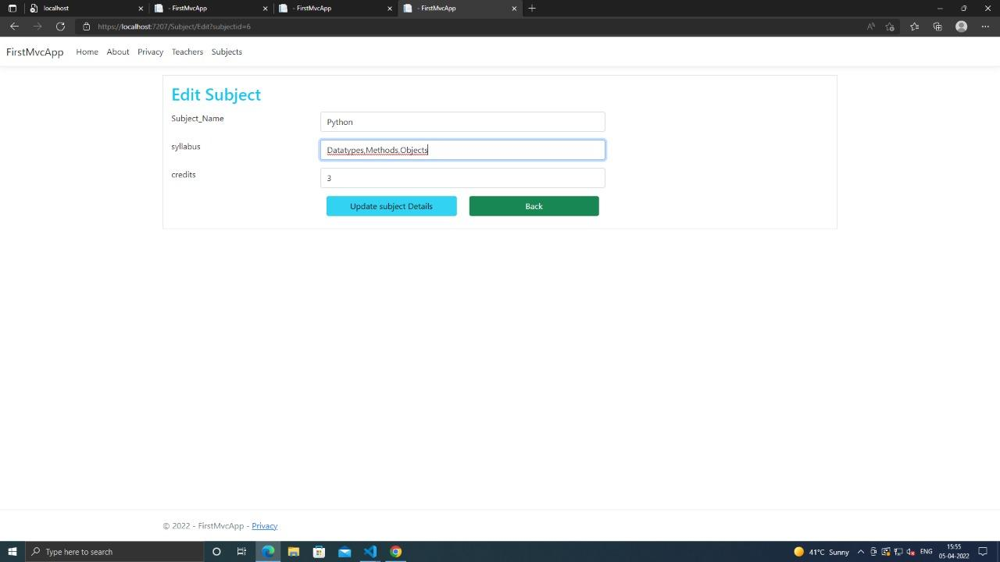 localhost
- FirstMvcApp
- FirstMvcApp
- FirstMvcApp
https://localhost:7207/Subject/Edit?subjectid=6
FirstMvcApp Home About Privacy Teachers Subjects
Edit Subject
Subject_Name Python
syllabus Datatypes,Methods,Objects
credits 3
Update subject Details Back
© 2022 - FirstMvcApp - Privacy
Type here to search
41°C Sunny
ENG
15:55
05-04-2022